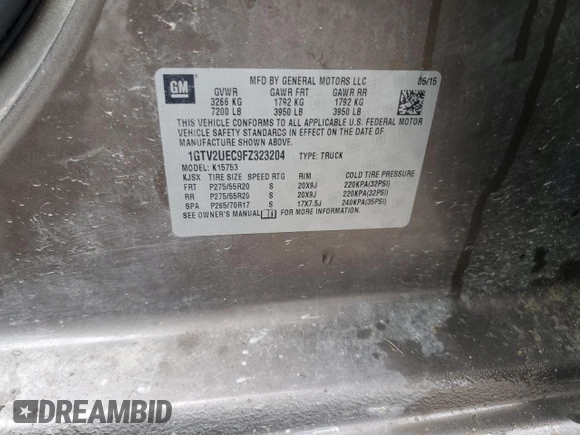 GM
MFD BY GENERAL MOTORS LLC 05/15
GVWR GAWR FRT GAWR RR
3266 KG 1792 KG 1792 KG
7200 LB 3950 LB 3950 LB
THIS VEHICLE CONFORMS TO ALL APPLICABLE U.S. FEDERAL MOTOR
VEHICLE SAFETY STANDARDS IN EFFECT ON THE DATE OF
MANUFACTURE SHOWN ABOVE.
1GTV2UEC9FZ323204 TYPE: TRUCK
MODEL: K15753
KJSX TIRE SIZE SPEED RTG RIM COLD TIRE PRESSURE
FRT P275/55R20 S 20X9J 220KPA(32PSI)
RR P275/55R20 S 20X9J 220KPA(32PSI)
SPA P265/70R17 S 17X7.5J 240KPA(35PSI)
SEE OWNER'S MANUAL FOR MORE INFORMATION.
DREAMBID